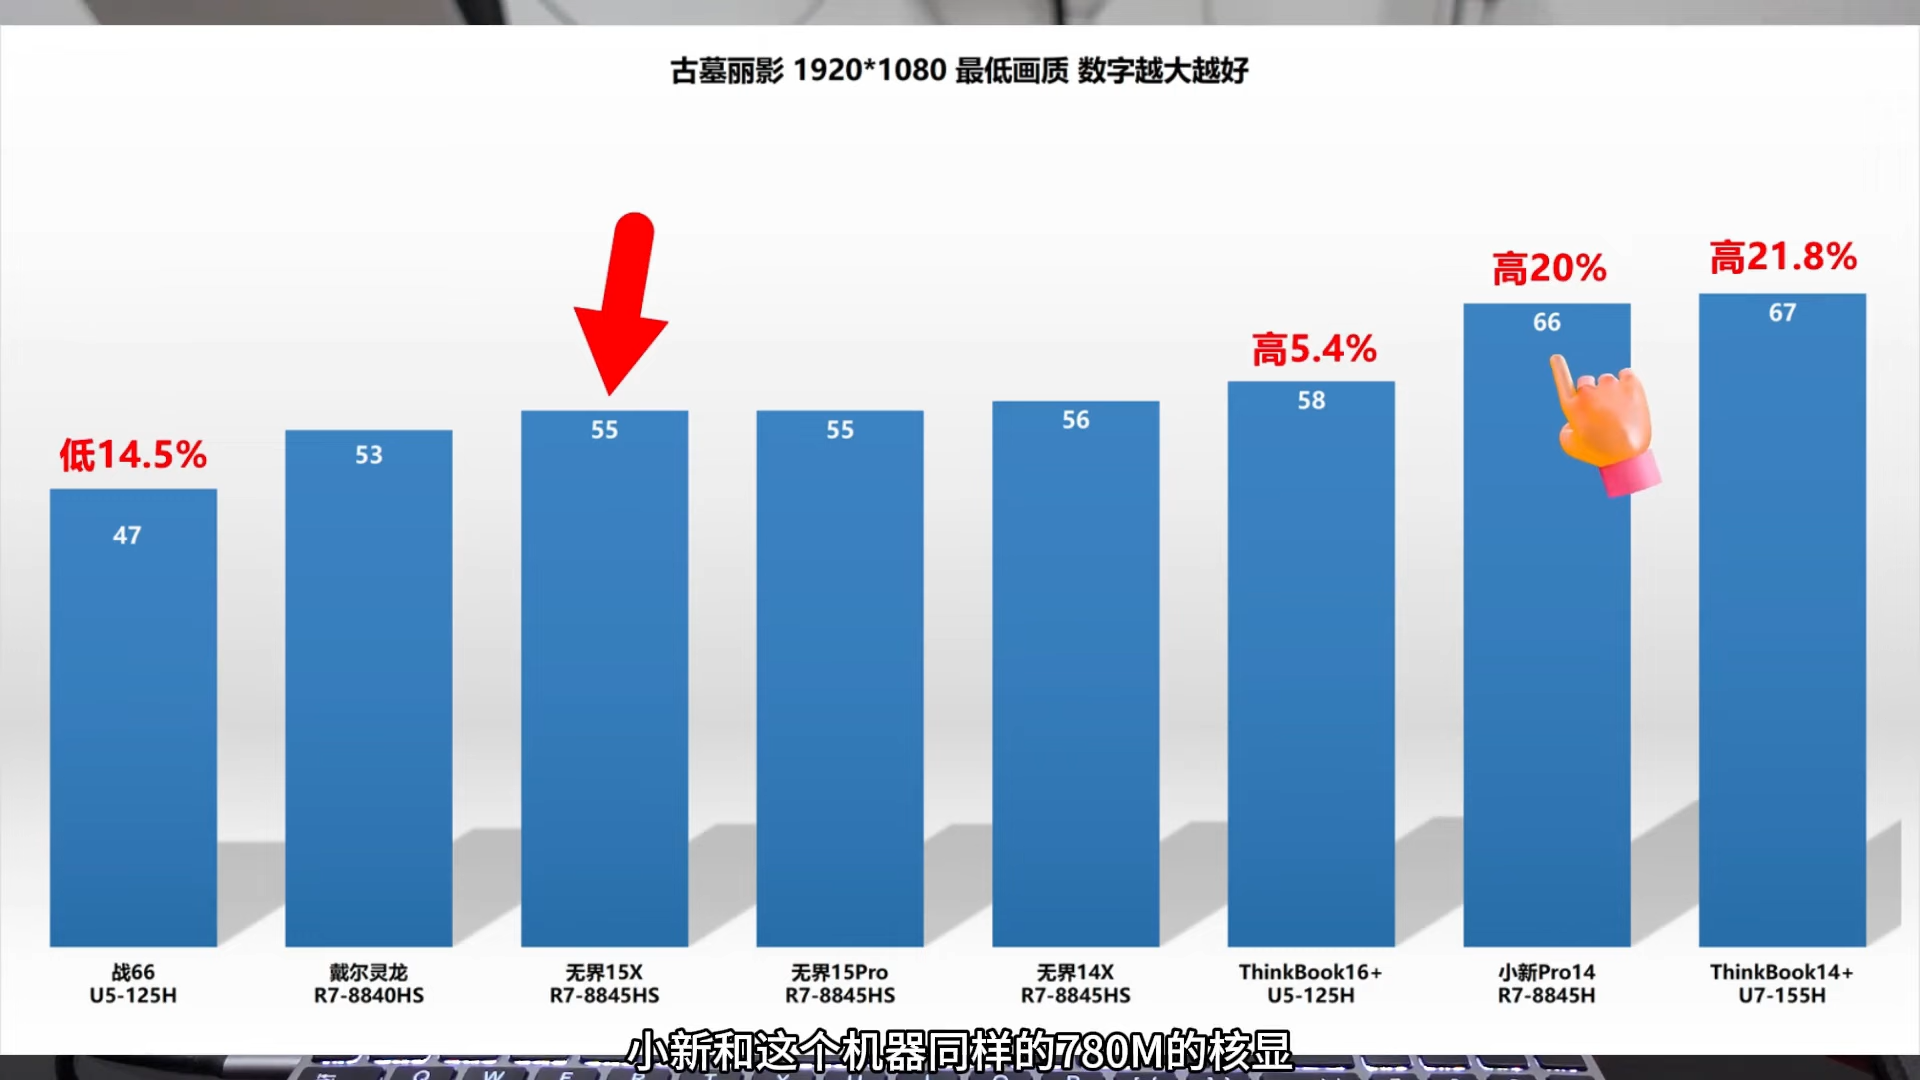 古墓丽影 1920*1080 最低画质 数字越大越好
低14.5%
高5.4%
高20%
高21.8%
47
53
55
55
56
58
66
67
战66
U5-125H
戴尔灵龙
R7-8840HS
无界15X
R7-8845HS
无界15Pro
R7-8845HS
无界14X
R7-8845HS
ThinkBook16+
U5-125H
小新Pro14
R7-8845H
ThinkBook14+
U7-155H
小新和这个机器同样的780M的核显
Q
W